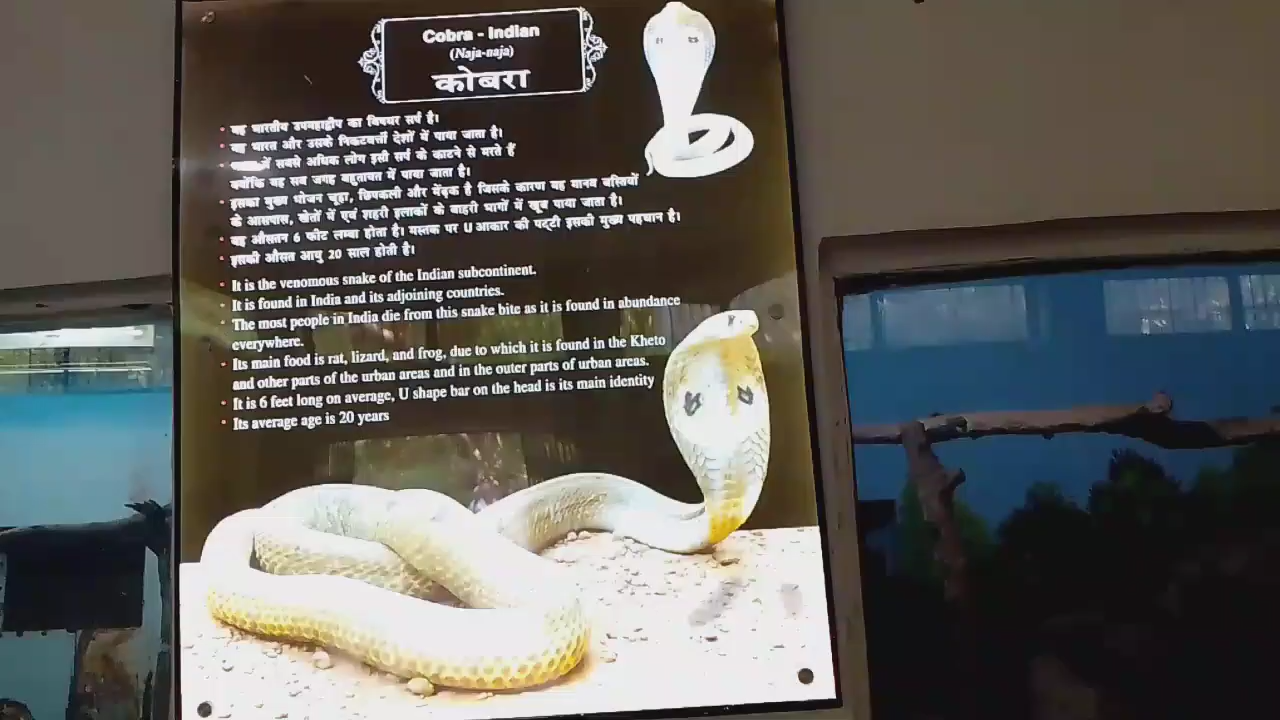 Cobra - Indian
(Naja-naja)
कोबरा
यह भारतीय उपमहाद्वीप का विषधर सर्प है।
यह भारत और उसके निकटवर्ती देशों में पाया जाता है।
में सबसे अधिक लोग इसी सर्प के काटने से मरते हैं
क्योंकि यह सब जगह बहुतायत में पाया जाता है।
इसका मुख्य भोजन चूहा, छिपकली और मेंढ़क है जिसके कारण यह मानव बस्तियों
के आसपास, खेतों में एवं शहरी इलाकों के बाहरी भागों में खूब पाया जाता है।
यह औसतन 6 फीट लम्बा होता है। मस्तक पर U आकार की पट्टी इसकी मुख्य पहचान है।
इसकी औसत आयु 20 साल होती है।
It is the venomous snake of the Indian subcontinent.
It is found in India and its adjoining countries.
The most people in India die from this snake bite as it is found in abundance
everywhere.
Its main food is rat, lizard, and frog, due to which it is found in the Kheto
and other parts of the urban areas and in the outer parts of urban areas.
It is 6 feet long on average, U shape bar on the head is its main identity
Its average age is 20 years